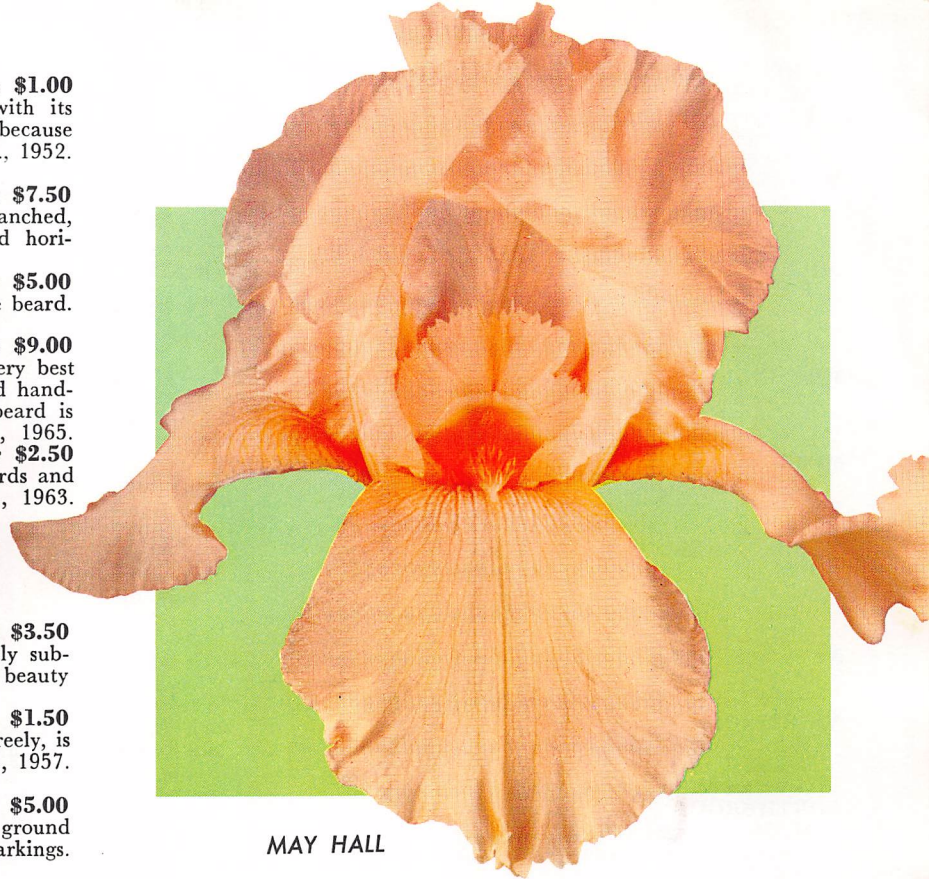 $1.00
with its
because
., 1952.
$7.50
anched,
d hori-
$5.00
beard.
$9.00
ery best
d hand-
beard is
, 1965.
$2.50
rds and
., 1963.
$3.50
ly sub-
beauty
$1.50
reely, is
, 1957.
$5.00
ground
arkings.
MAY HALL